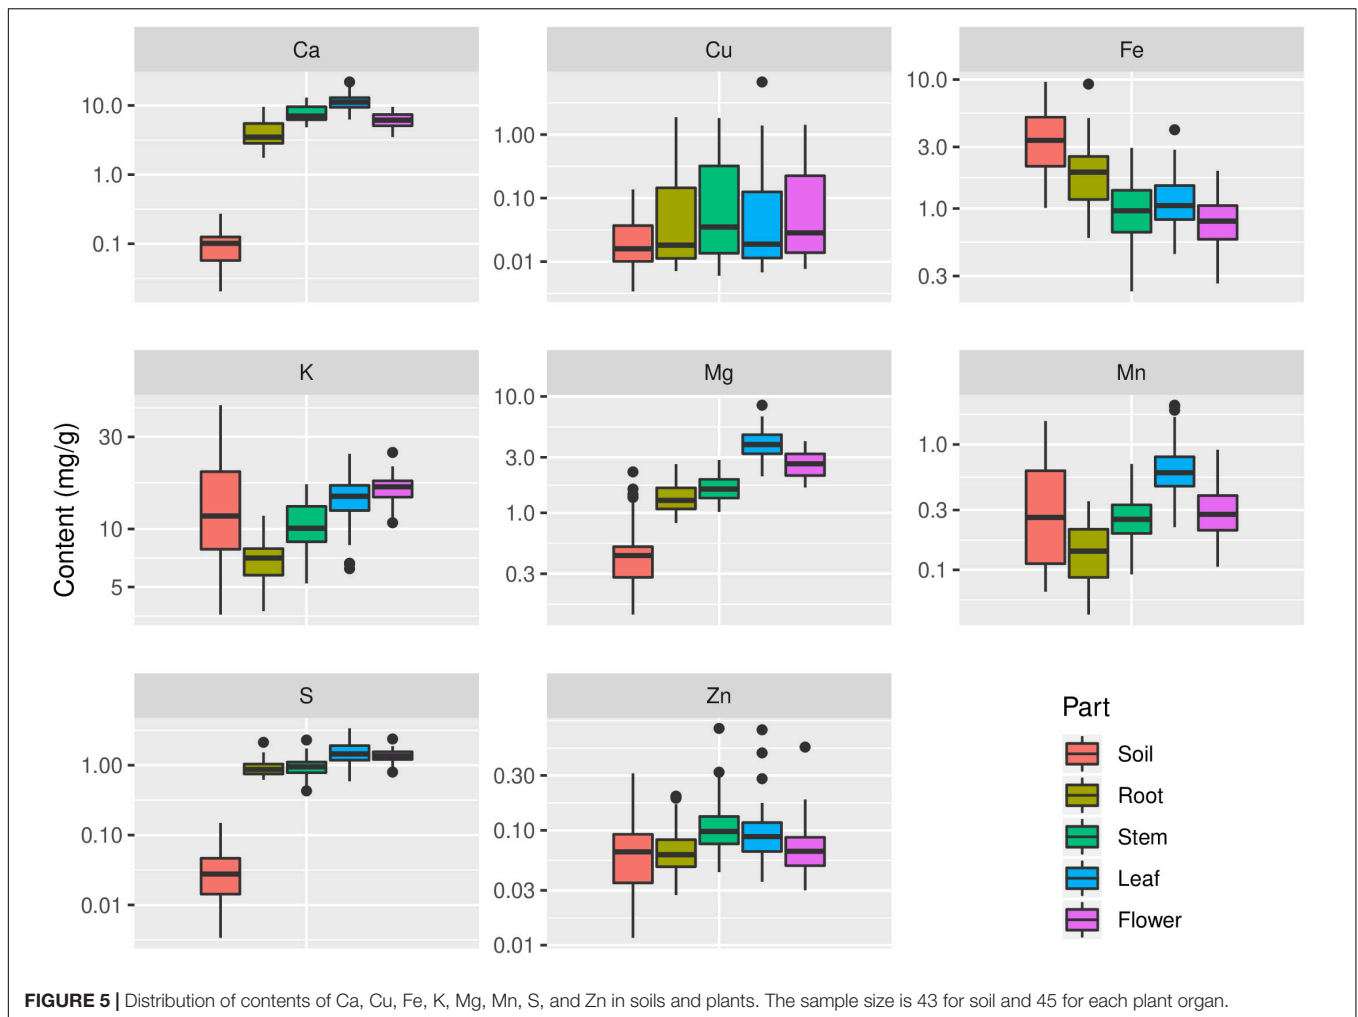 Ca
Cu
Fe
10.0
1.0
0.1
1.00
0.10
0.01
10.0
3.0
1.0
0.3
K
Mg
Mn
Content (mg/g)
30
10
5
10.0
3.0
1.0
0.3
1.0
0.3
0.1
S
Zn
1.00
0.10
0.01
0.30
0.10
0.03
0.01
Part
Soil
Root
Stem
Leaf
Flower
FIGURE 5 | Distribution of contents of Ca, Cu, Fe, K, Mg, Mn, S, and Zn in soils and plants. The sample size is 43 for soil and 45 for each plant organ.